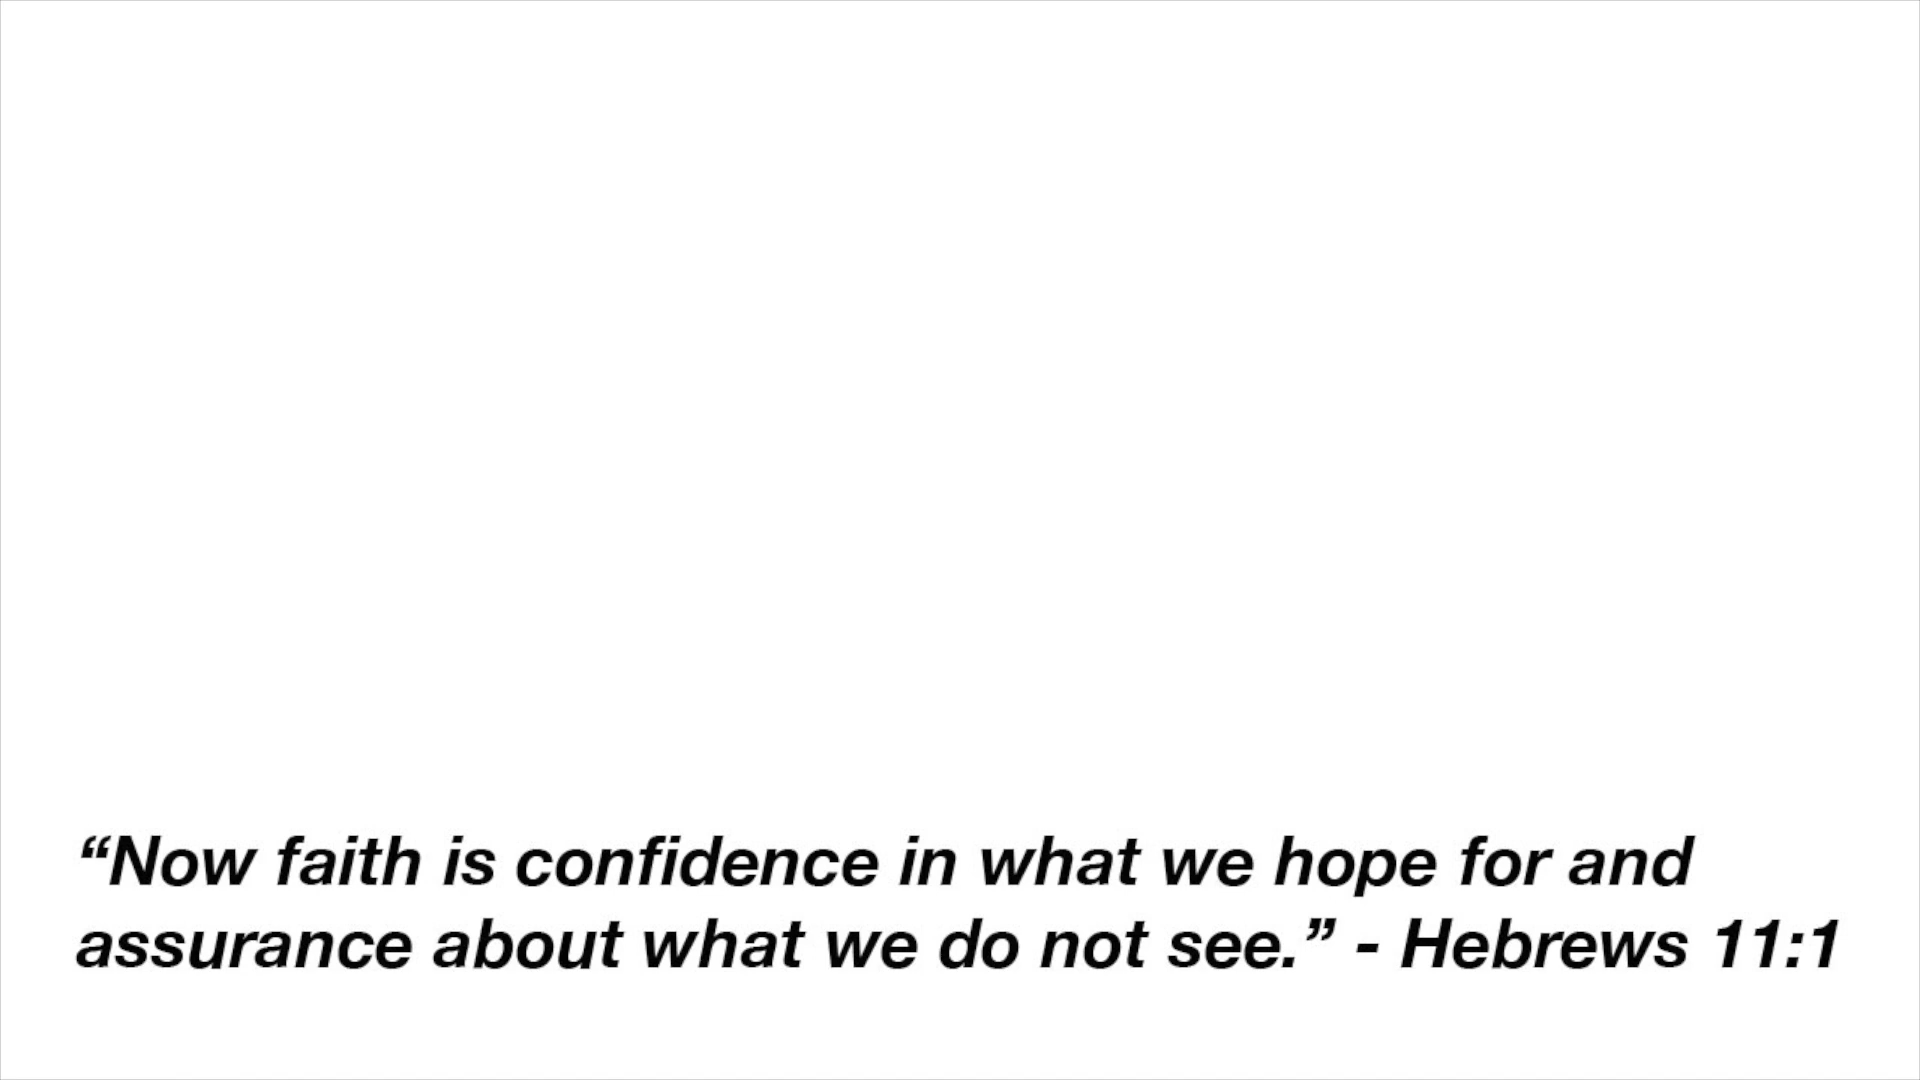 “Now faith is confidence in what we hope for and
assurance about what we do not see.” - Hebrews 11:1